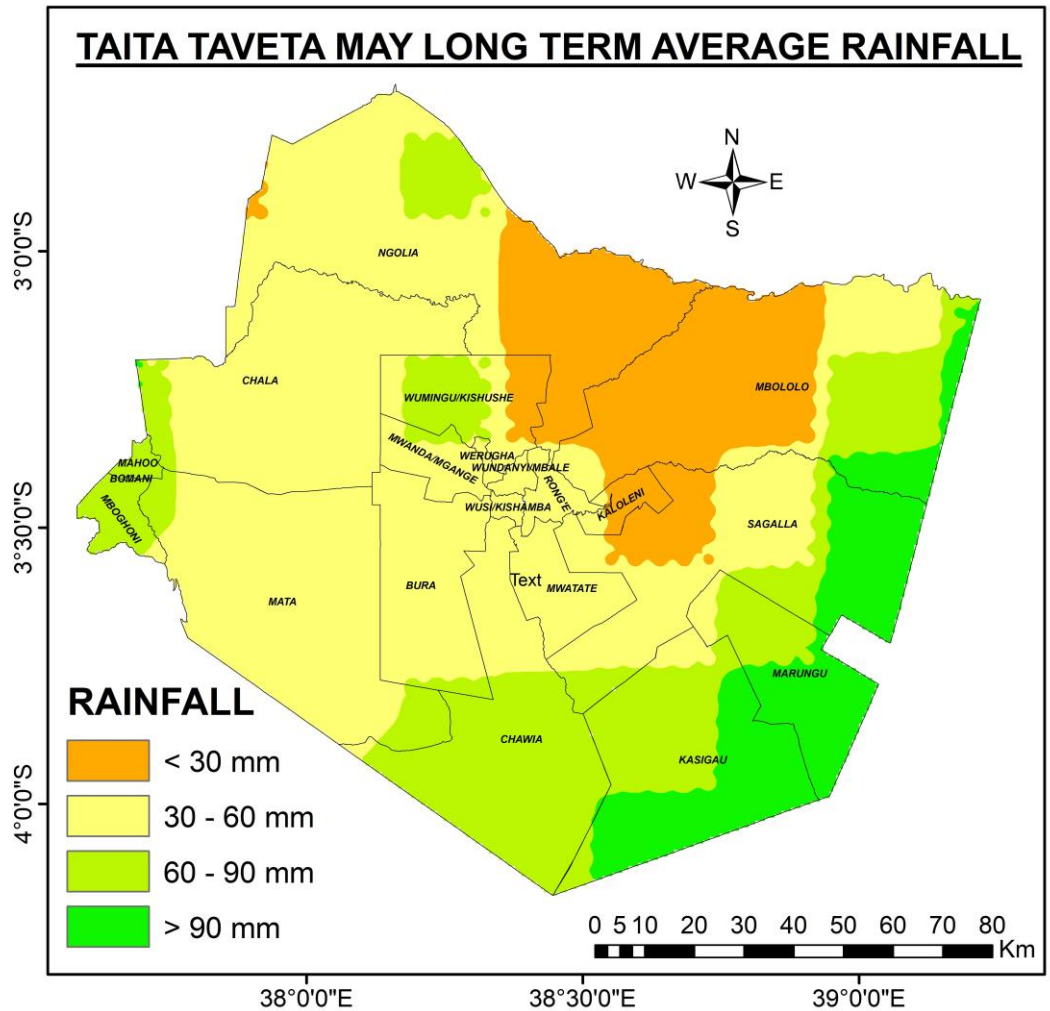 TAITA TAVETA MAY LONG TERM AVERAGE RAINFALL
N
W E
S
3°0'0"S
3°30'0"S
4°0'0"S
NGOLIA
CHALA
MBOLOLO
WUMINGU/KISHUSHE
MWANDA/MGANGE
WERUGHA
WUNDANYI/MBALE
MAHOO
BOMANI
MBOGHONI
RONG'E
KALOLENI
WUSI/KISHAMBA
SAGALLA
BURA
Text
MWATATE
MATA
MARUNGU
CHAWIA
KASIGAU
RAINFALL
< 30 mm
30 - 60 mm
60 - 90 mm
> 90 mm
0 5 10 20 30 40 50 60 70 80
Km
38°0'0"E
38°30'0"E
39°0'0"E